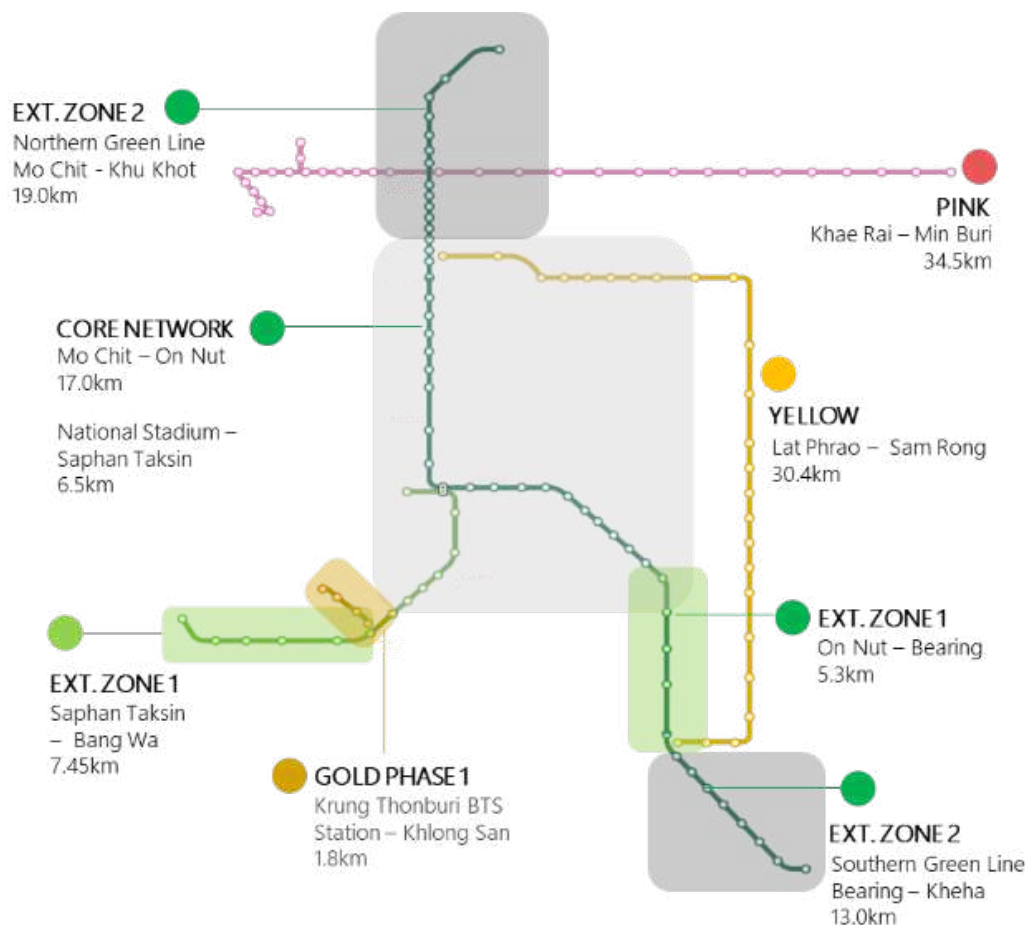 EXT. ZONE 2
Northern Green Line
Mo Chit - Khu Khot
19.0km
PINK
Khae Rai – Min Buri
34.5km
CORE NETWORK
Mo Chit – On Nut
17.0km
National Stadium –
Saphan Taksin
6.5km
YELLOW
Lat Phrao – Sam Rong
30.4km
EXT. ZONE 1
On Nut – Bearing
5.3km
EXT. ZONE 1
Saphan Taksin
– Bang Wa
7.45km
GOLD PHASE 1
Krung Thonburi BTS
Station – Khlong San
1.8km
EXT. ZONE 2
Southern Green Line
Bearing – Kheha
13.0km